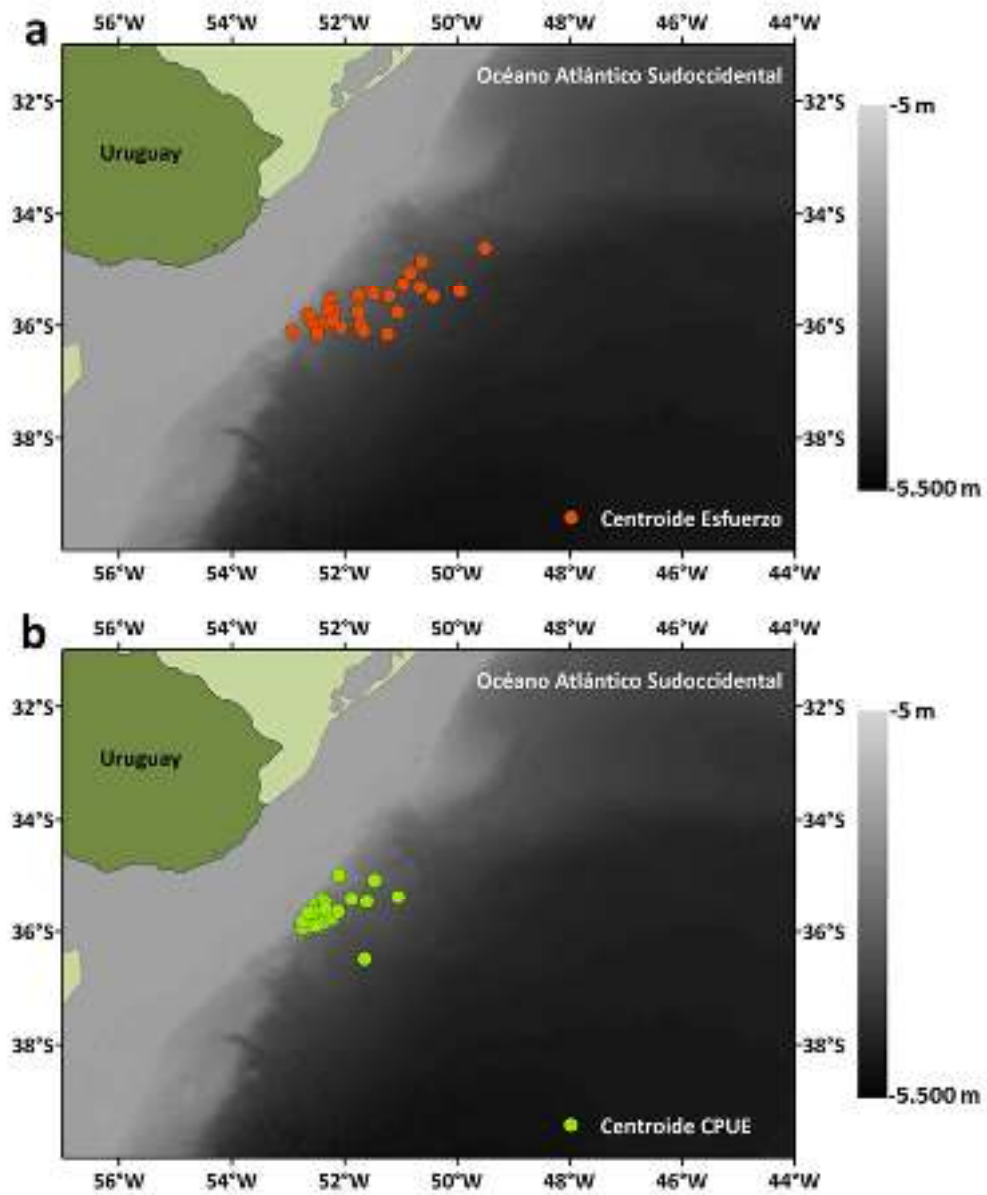 a
56°W 54°W 52°W 50°W 48°W 46°W 44°W
Océano Atlántico Sudoccidental
32°S 32°S
-5 m
Uruguay
34°S 34°S
36°S 36°S
38°S 38°S
-5.500 m
Centroide Esfuerzo
56°W 54°W 52°W 50°W 48°W 46°W 44°W
b
56°W 54°W 52°W 50°W 48°W 46°W 44°W
Océano Atlántico Sudoccidental
32°S 32°S
-5 m
Uruguay
34°S 34°S
36°S 36°S
38°S 38°S
-5.500 m
Centroide CPUE
56°W 54°W 52°W 50°W 48°W 46°W 44°W